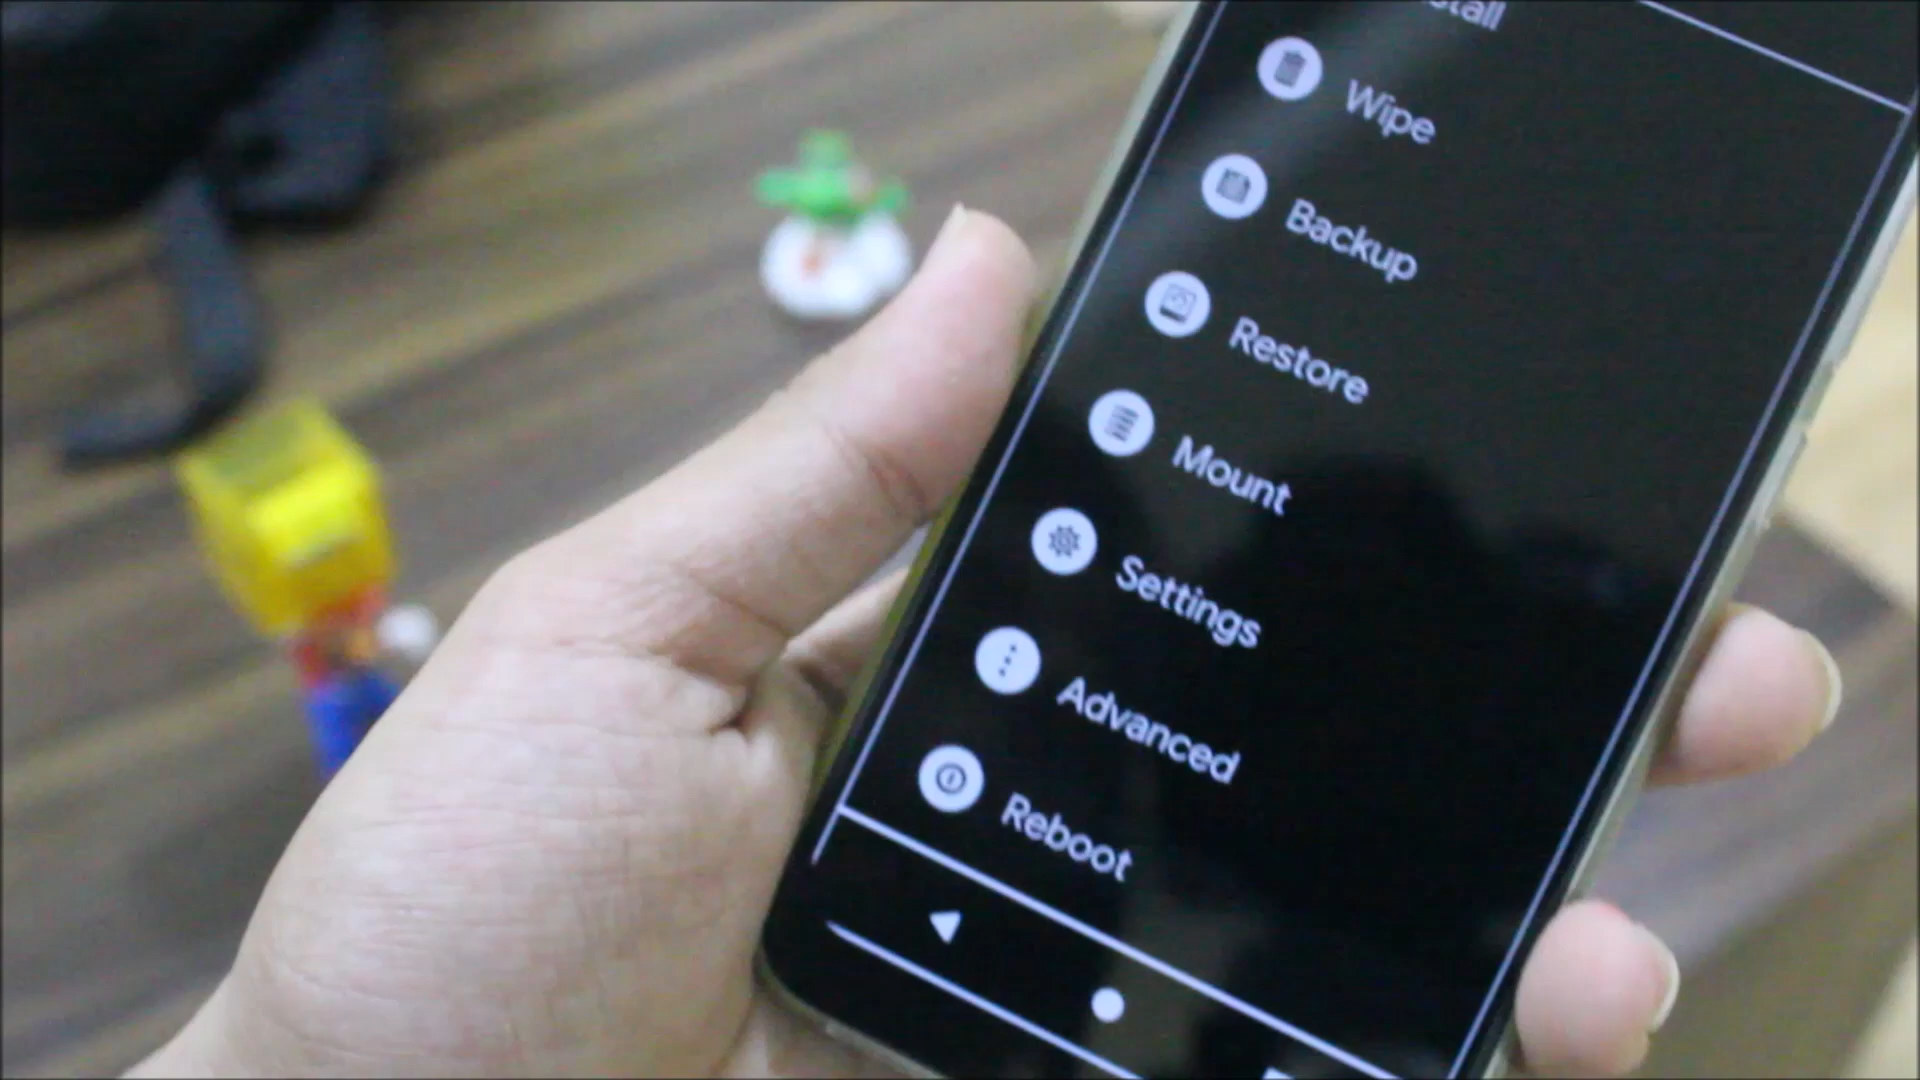 Wipe
Backup
Restore
Mount
Settings
Advanced
Reboot